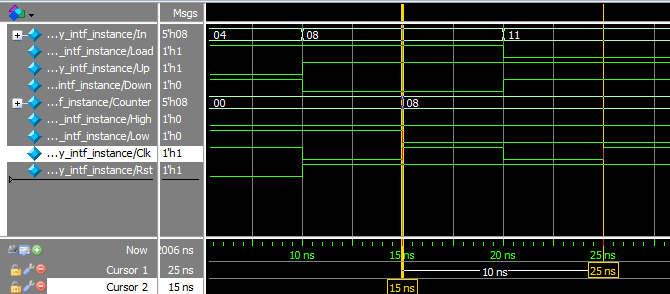 Msgs
...y_intf_instance/In 5'h08 04 08 11
..._intf_instance/Load 1'h1
...y_intf_instance/Up 1'h1
...intf_instance/Down 1'h0
...f_instance/Counter 5'h08 00 08
..._intf_instance/High 1'h0
..._intf_instance/Low 1'h0
...y_intf_instance/Clk 1'h1
...y_intf_instance/Rst 1'h1
Now 2006 ns 10 ns 15 ns 20 ns 25 ns
Cursor 1 25 ns 10 ns 25 ns
Cursor 2 15 ns 15 ns